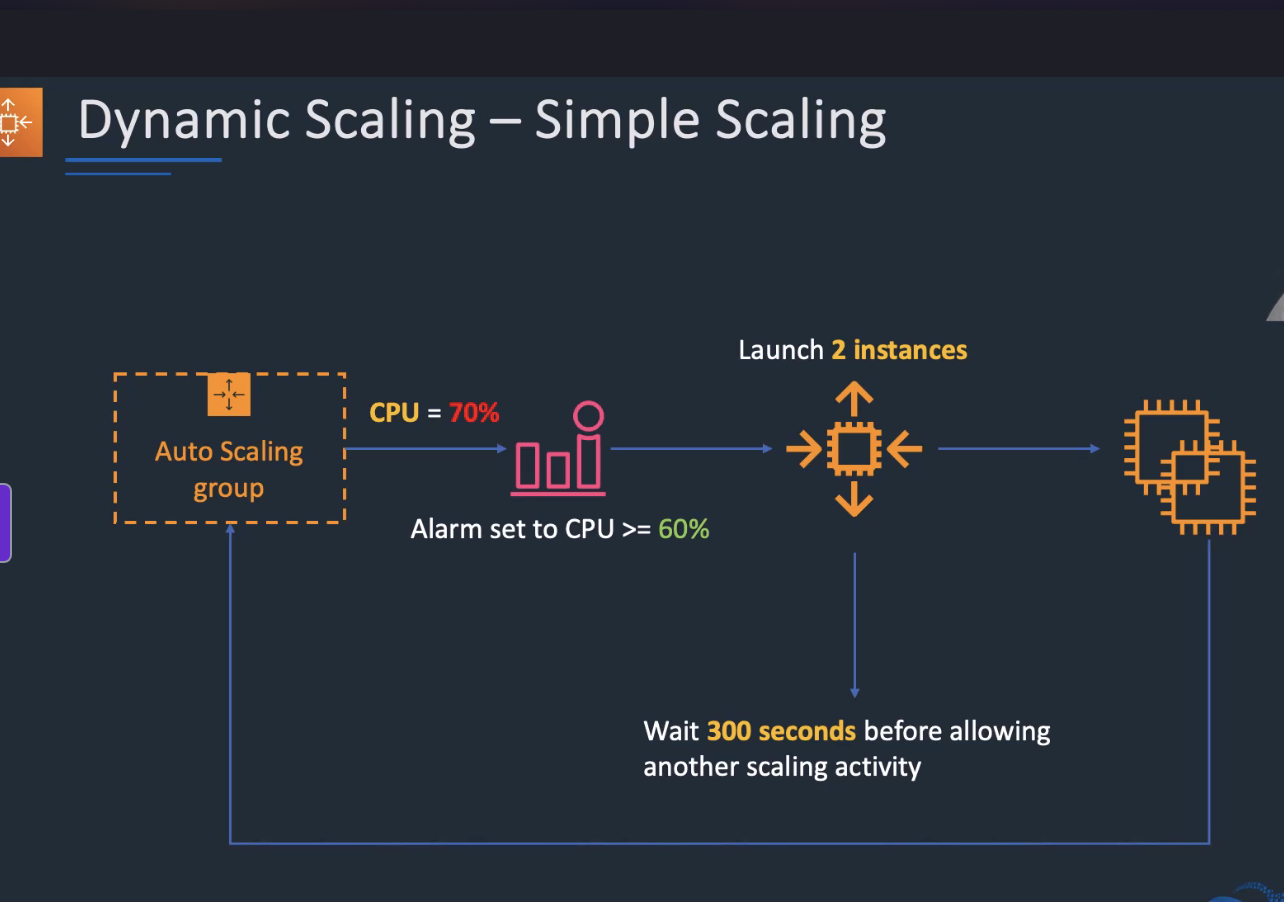 Dynamic Scaling – Simple Scaling
Launch 2 instances
CPU = 70%
Auto Scaling
group
Alarm set to CPU >= 60%
Wait 300 seconds before allowing
another scaling activity